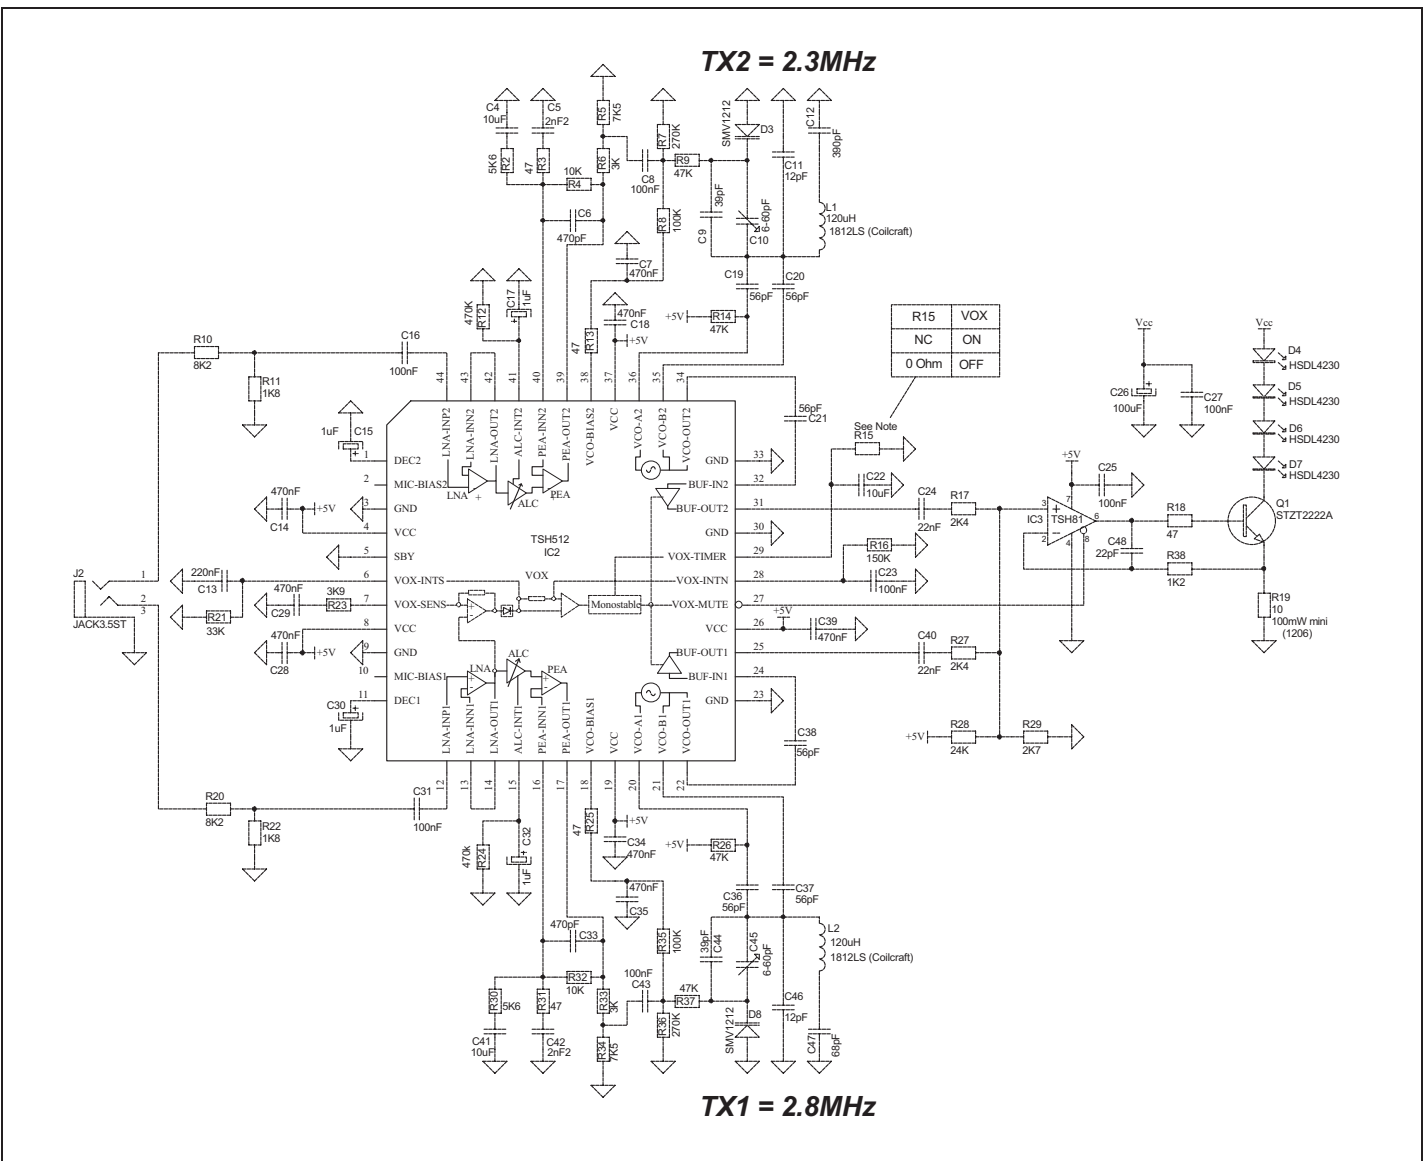 TX2 = 2.3MHz
C4
10uF
C5
2nF2
R5
7K5
R2
5K6
R3
47
R6
3K
10K
R4
C6
470pF
C8
100nF
R7
270K
R9
47K
R8
100K
C7
470nF
SMV1212
D3
C9
39pF
C10
6-60pF
C11
12pF
C12
390pF
L1
120uH
1812LS (Coilcraft)
C19
56pF
C20
56pF
+5V
R14
47K
R12
470K
C17
1uF
+
R13
47
470nF
C18
+5V
R10
8K2
R11
1K8
C16
100nF
R15 VOX
NC ON
0 Ohm OFF
44
43
42
41
40
39
38
37
36
35
34
LNA-INP2
LNA-INN2
LNA-OUT2
ALC-INT2
PEA-INN2
PEA-OUT2
VCO-BIAS2
VCC
VCO-A2
VCO-B2
VCO-OUT2
56pF
C21
1uF
C15
+
1 DEC2
2 MIC-BIAS2
3 GND
4 VCC
5 SBY
6 VOX-INTS
7 VOX-SENS
8 VCC
9 GND
10 MIC-BIAS1
11 DEC1
LNA
+
-
ALC
PEA
TSH512
IC2
VOX
Monostable
GND 33
BUF-IN2 32
BUF-OUT2 31
GND 30
VOX-TIMER 29
VOX-INTN 28
VOX-MUTE 27
VCC 26
BUF-OUT1 25
BUF-IN1 24
GND 23
LNA
ALC
PEA
LNA-INP1
LNA-INN1
LNA-OUT1
ALC-INT1
PEA-INN1
PEA-OUT1
VCO-BIAS1
VCC
VCO-A1
VCO-B1
VCO-OUT1
12
13
14
15
16
17
18
19
20
21
22
470nF
C14
+5V
220nF
C13
R21
33K
470nF
C29
3K9
R23
470nF
C28
+5V
C30
1uF
+
J2
1
2
3
JACK3.5ST
See Note
R15
C22
10uF
R16
150K
C23
100nF
+5V
C39
470nF
C24
22nF
R17
2K4
C40
22nF
R27
2K4
+5V
R28
24K
R29
2K7
C38
56pF
Vcc
C26
+
100uF
C27
100nF
+5V
C25
100nF
IC3
TSH81
3
+
2
-
7
6
4
8
C48
22pF
R18
47
R38
1K2
Vcc
D4
HSDL4230
D5
HSDL4230
D6
HSDL4230
D7
HSDL4230
Q1
STZT2222A
R19
10
100mW mini
(1206)
R20
8K2
R22
1K8
C31
100nF
R24
470k
C32
1uF
+
R25
47
+5V
C34
470nF
470nF
C35
+5V
R26
47K
C36
56pF
C37
56pF
470pF
C33
R32
10K
R30
5K6
R31
47
C41
10uF
C42
2nF2
R33
3K
R34
7K5
100nF
C43
R35
100K
R36
270K
47K
R37
39pF
C44
C45
6-60pF
SMV1212
D8
C46
12pF
L2
120uH
1812LS (Coilcraft)
C47
68pF
TX1 = 2.8MHz